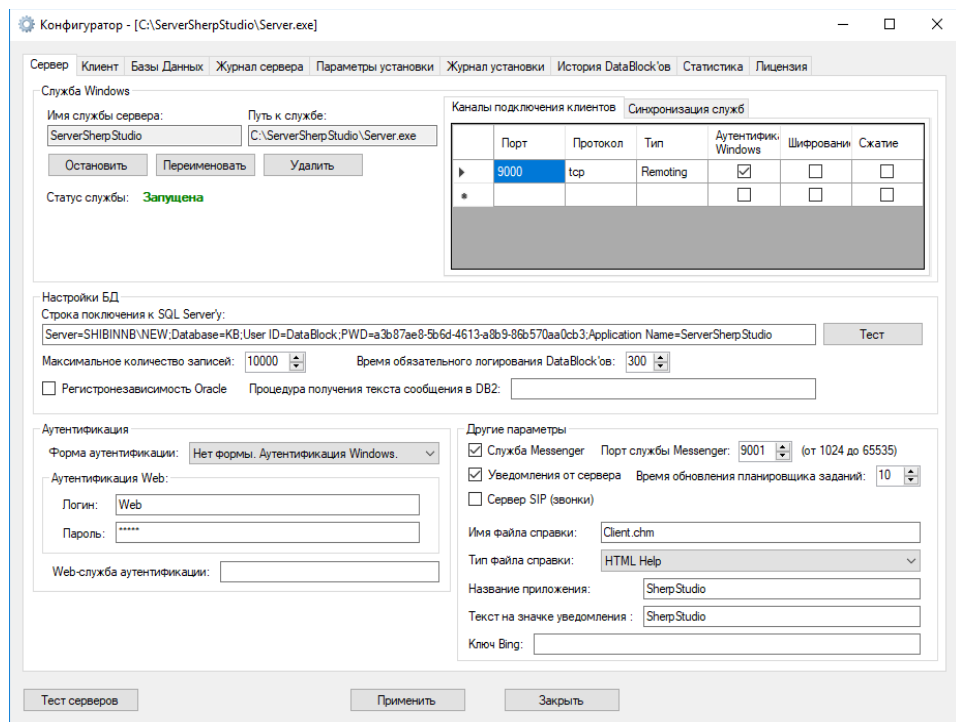 Конфигуратор - [C:\ServerSherpStudio\Server.exe]
Сервер Клиент Базы Данных Журнал сервера Параметры установки Журнал установки История DataBlock'ов Статистика Лицензия
Служба Windows
Имя службы сервера: Путь к службе:
ServerSherpStudio C:\ServerSherpStudio\Server.exe
Остановить Переименовать Удалить
Статус службы: Запущена
Каналы подключения клиентов Синхронизация служб
Порт Протокол Тип Аутентифика Windows Шифровани Сжатие
9000 tcp Remoting
Настройки БД
Строка поключения к SQL Server'у:
Server=SHIBINNB\NEW;Database=KB;User ID=DataBlock;PWD=a3b87ae8-5b6d-4613-a8b9-86b570aa0cb3;Application Name=ServerSherpStudio Тест
Максимальное количество записей: 10000 Время обязательного логирования DataBlock'ов: 300
Регистронезависимость Oracle Процедура получения текста сообщения в DB2:
Аутентификация
Форма аутентификации: Нет формы. Аутентификация Windows.
Аутентификация Web:
Логин: Web
Пароль: *****
Web-служба аутентификации:
Другие параметры
Служба Messenger Порт службы Messenger: 9001 (от 1024 до 65535)
Уведомления от сервера Время обновления планировщика заданий: 10
Сервер SIP (звонки)
Имя файла справки: Client.chm
Тип файла справки: HTML Help
Название приложения: SherpStudio
Текст на значке уведомления : SherpStudio
Ключ Bing:
Тест серверов Применить Закрыть